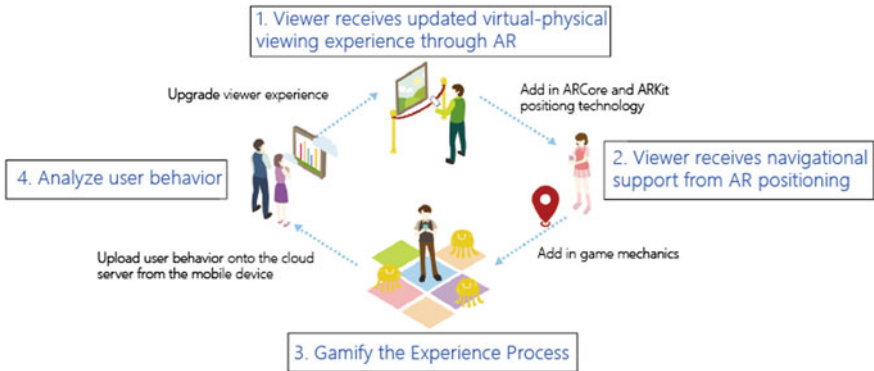 1. Viewer receives updated virtual-physical
viewing experience through AR
Upgrade viewer experience
Add in ARCore and ARKit
positiong technology
4. Analyze user behavior
2. Viewer receives navigational
support from AR positioning
Upload user behavior onto the cloud
server from the mobile device
Add in game mechanics
3. Gamify the Experience Process